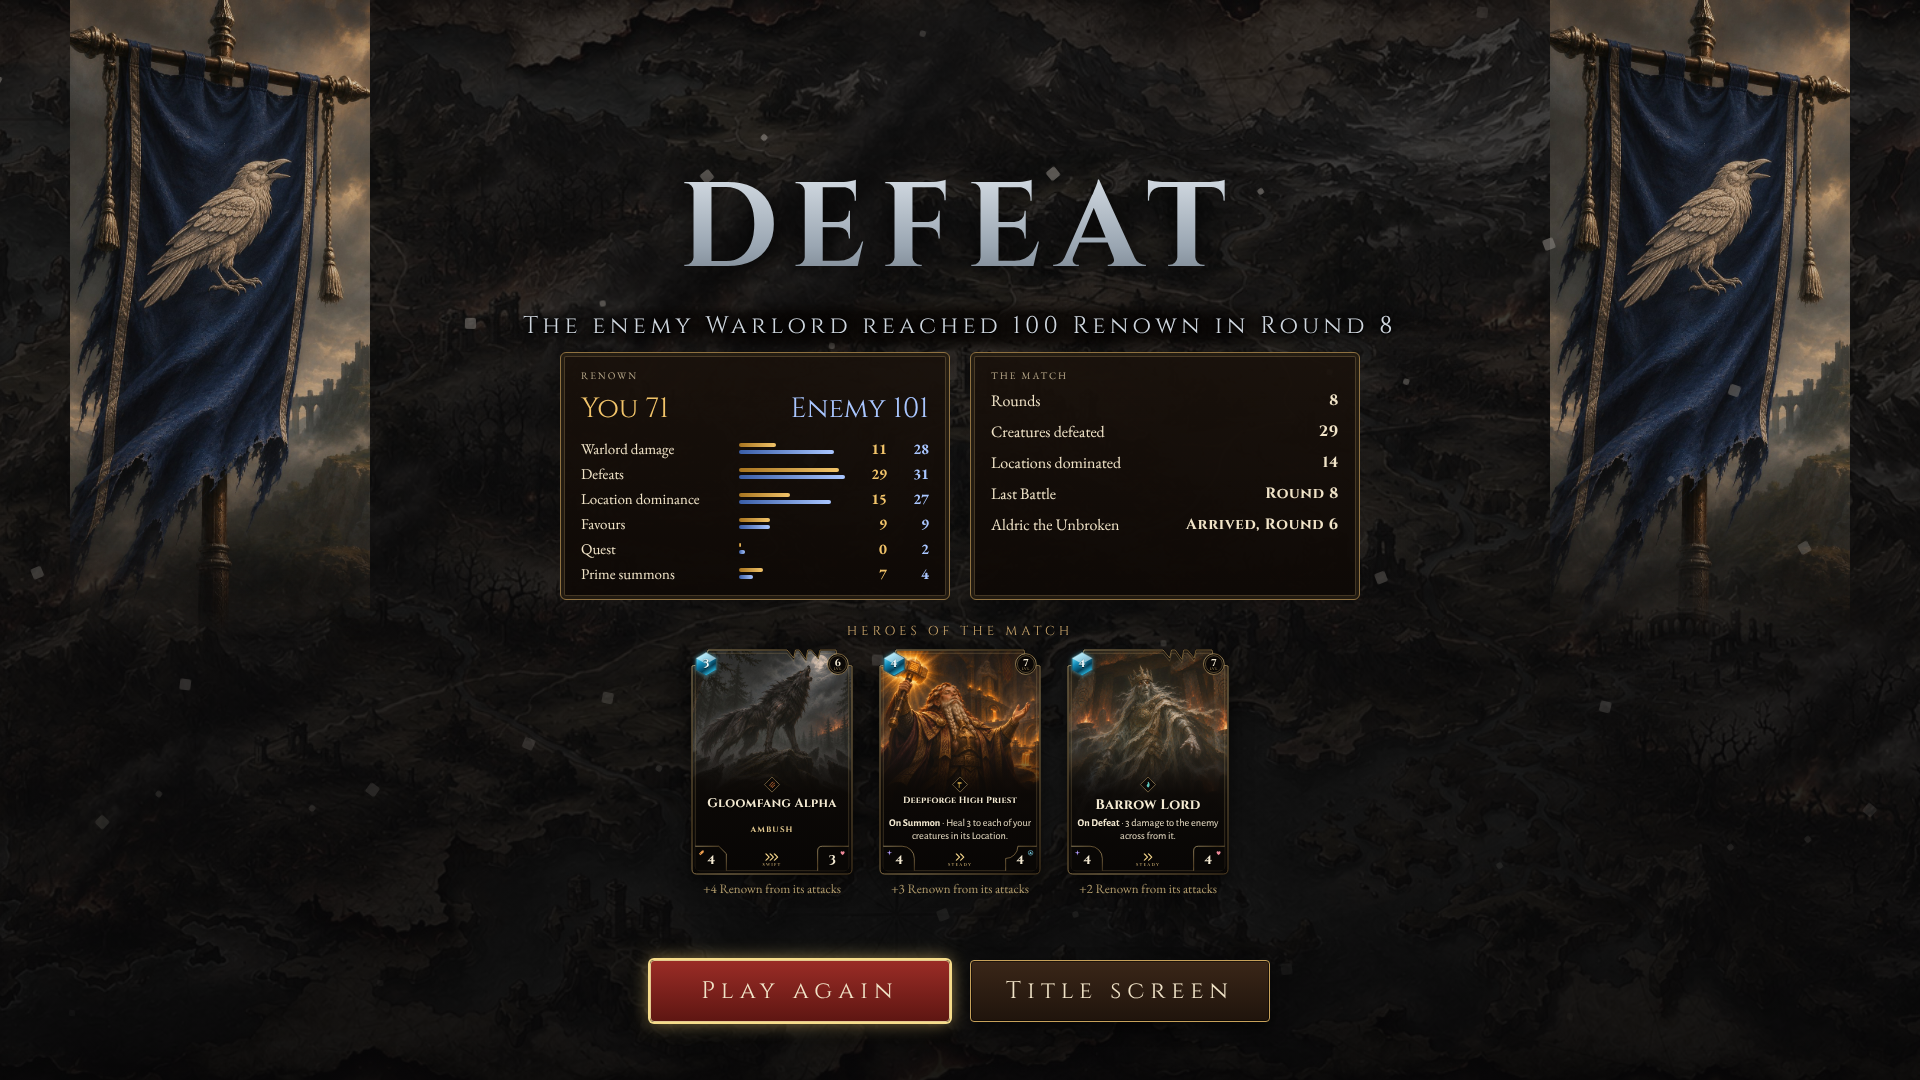 DEFEAT
The enemy Warlord reached 100 Renown in Round 8
RENOWN
You 71 Enemy 101
Warlord damage 11 28
Defeats 29 31
Location dominance 15 27
Favours 9 9
Quest 0 2
Prime summons 7 4
THE MATCH
Rounds 8
Creatures defeated 29
Locations dominated 14
Last Battle Round 8
Aldric the Unbroken Arrived, Round 6
HEROES OF THE MATCH
3 6
Gloomfang Alpha
AMBUSH
4 SWIFT 3
+4 Renown from its attacks
4 7
Deepforge High Priest
On Summon · Heal 3 to each of your
creatures in its Location.
4 STEADY 4
+3 Renown from its attacks
4 7
Barrow Lord
On Defeat · 3 damage to the enemy
across from it.
4 STEADY 4
+2 Renown from its attacks
Play again
Title screen